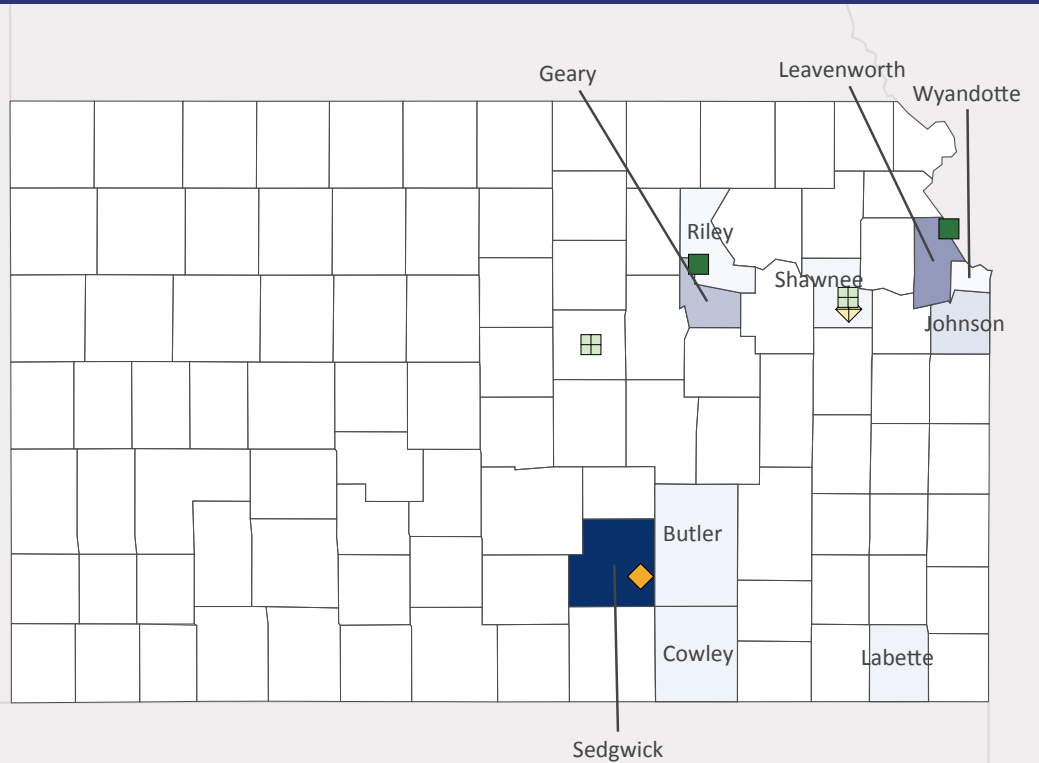 Geary
Leavenworth
Wyandotte
Riley
Shawnee
Johnson
Butler
Cowley
Labette
Sedgwick